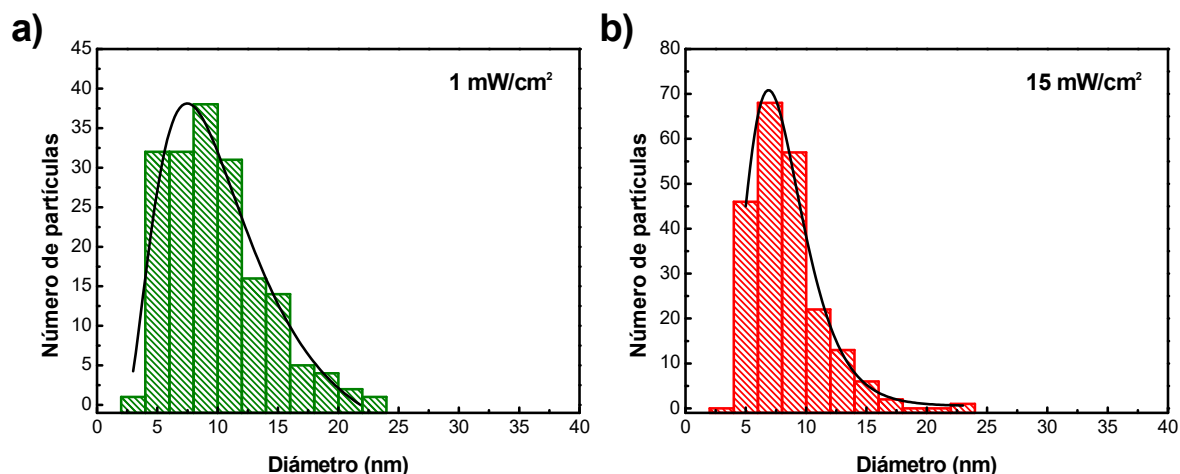 a)
1 mW/cm²
Número de partículas
45
40
35
30
25
20
15
10
5
0
0 5 10 15 20 25 30 35 40
Diámetro (nm)
b)
15 mW/cm²
Número de partículas
80
70
60
50
40
30
20
10
0
0 5 10 15 20 25 30 35 40
Diámetro (nm)